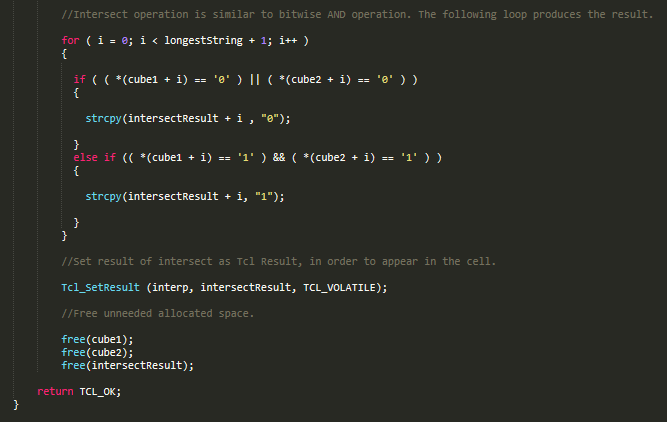 //Intersect operation is similar to bitwise AND operation. The following loop produces the result.
for ( i = 0; i < longestString + 1; i++ )
{
if ( ( *(cube1 + i) == '0' ) || ( *(cube2 + i) == '0' ) )
{
strcpy(intersectResult + i , "0");
}
else if (( *(cube1 + i) == '1' ) && ( *(cube2 + i) == '1' ) )
{
strcpy(intersectResult + i, "1");
}
}
//Set result of intersect as Tcl Result, in order to appear in the cell.
Tcl_SetResult (interp, intersectResult, TCL_VOLATILE);
//Free unneeded allocated space.
free(cube1);
free(cube2);
free(intersectResult);
return TCL_OK;
}